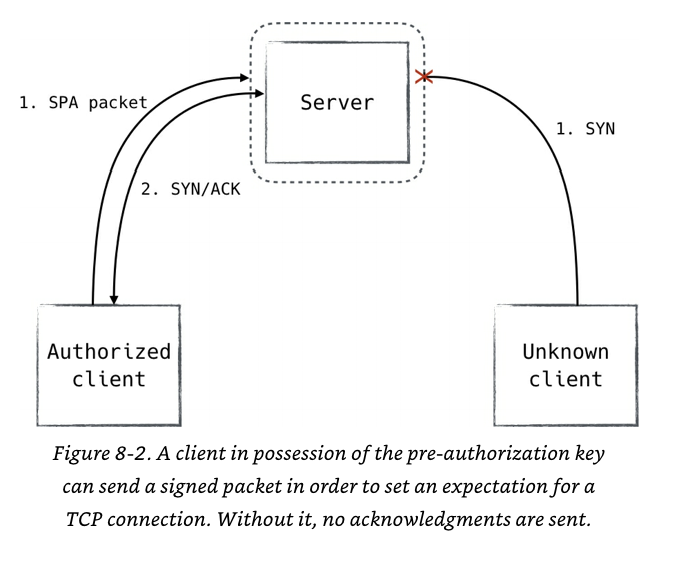 1. SPA packet
Server
1. SYN
2. SYN/ACK
Authorized
client
Unknown
client
Figure 8-2. A client in possession of the pre-authorization key
can send a signed packet in order to set an expectation for a
TCP connection. Without it, no acknowledgments are sent.